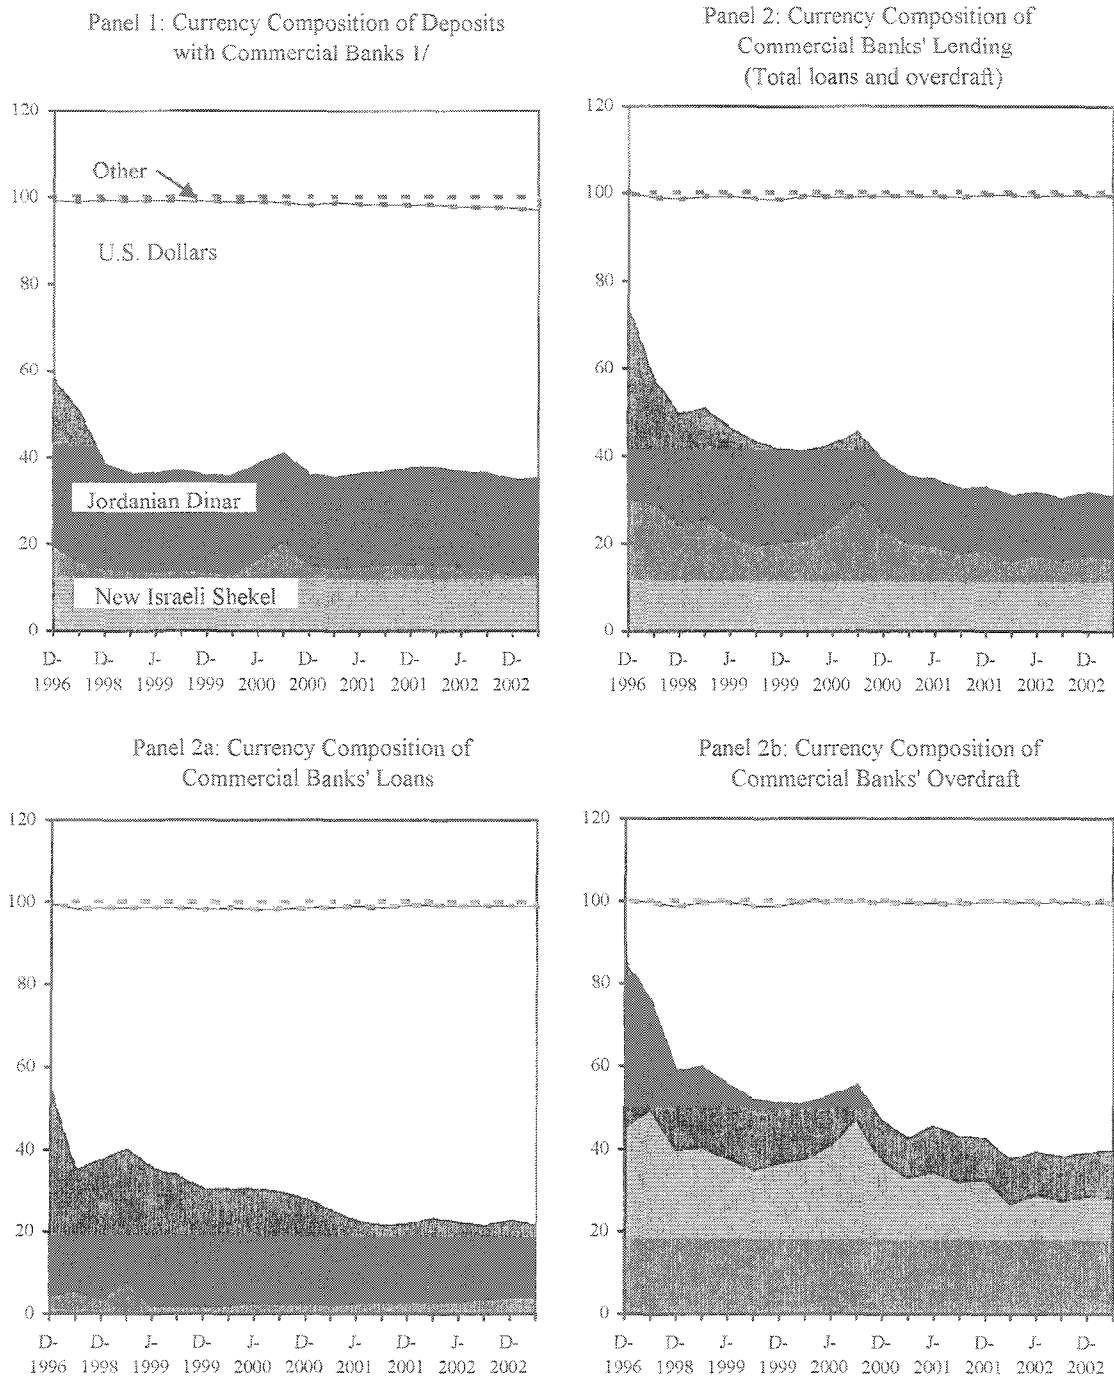 Panel 1: Currency Composition of Deposits
with Commercial Banks 1/
120
100
80
60
40
20
0
Other
U.S. Dollars
Jordanian Dinar
New Israeli Shekel
D- D- J- D- J- D- J- D- J- D-
1996 1998 1999 1999 2000 2000 2001 2001 2002 2002
Panel 2: Currency Composition of
Commercial Banks' Lending
(Total loans and overdraft)
120
100
80
60
40
20
0
D- D- J- D- J- D- J- D- J- D-
1996 1998 1999 1999 2000 2000 2001 2001 2002 2002
Panel 2a: Currency Composition of
Commercial Banks' Loans
120
100
80
60
40
20
0
D- D- J- D- J- D- J- D- J- D-
1996 1998 1999 1999 2000 2000 2001 2001 2002 2002
Panel 2b: Currency Composition of
Commercial Banks' Overdraft
120
100
80
60
40
20
0
D- D- J- D- J- D- J- D- J- D-
1996 1998 1999 1999 2000 2000 2001 2001 2002 2002